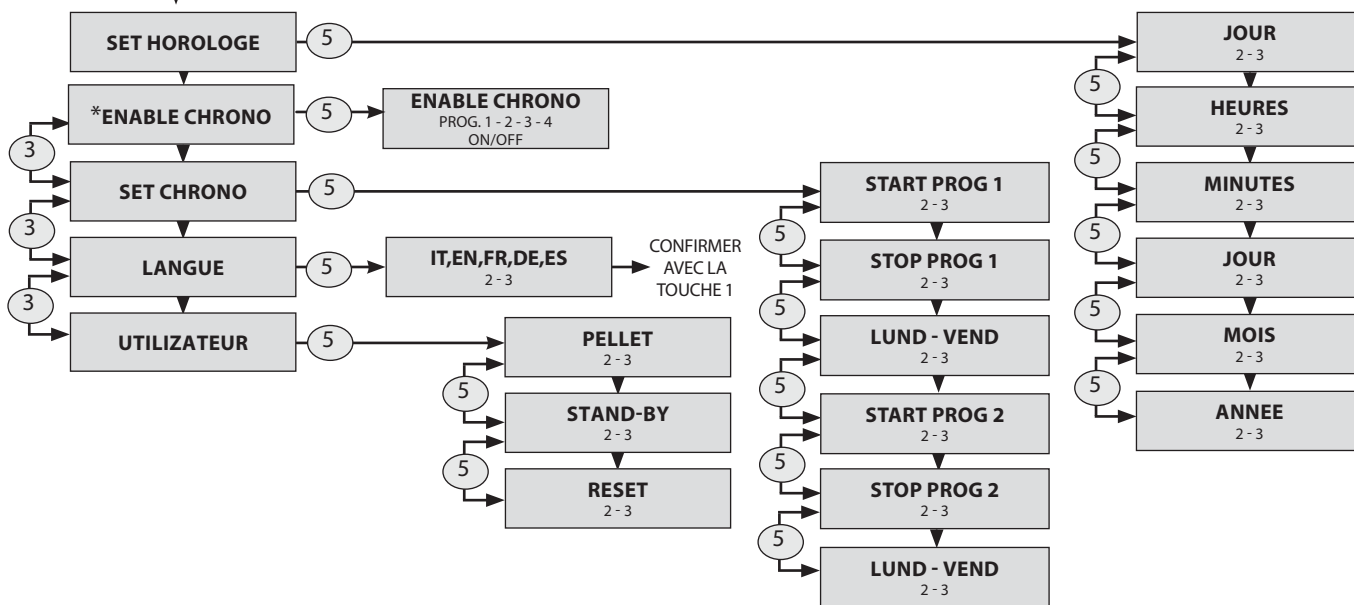 SET HOROLOGE
5
JOUR
2 - 3
5
*ENABLE CHRONO
5
ENABLE CHRONO
PROG. 1 - 2 - 3 - 4
ON/OFF
HEURES
2 - 3
3
5
SET CHRONO
5
START PROG 1
2 - 3
MINUTES
2 - 3
3
5
5
LANGUE
5
IT,EN,FR,DE,ES
2 - 3
CONFIRMER
AVEC LA
TOUCHE 1
STOP PROG 1
2 - 3
JOUR
2 - 3
3
5
5
UTILIZATEUR
5
PELLET
2 - 3
LUND - VEND
2 - 3
MOIS
2 - 3
5
5
5
STAND-BY
2 - 3
START PROG 2
2 - 3
ANNEE
2 - 3
5
5
RESET
2 - 3
STOP PROG 2
2 - 3
5
LUND - VEND
2 - 3